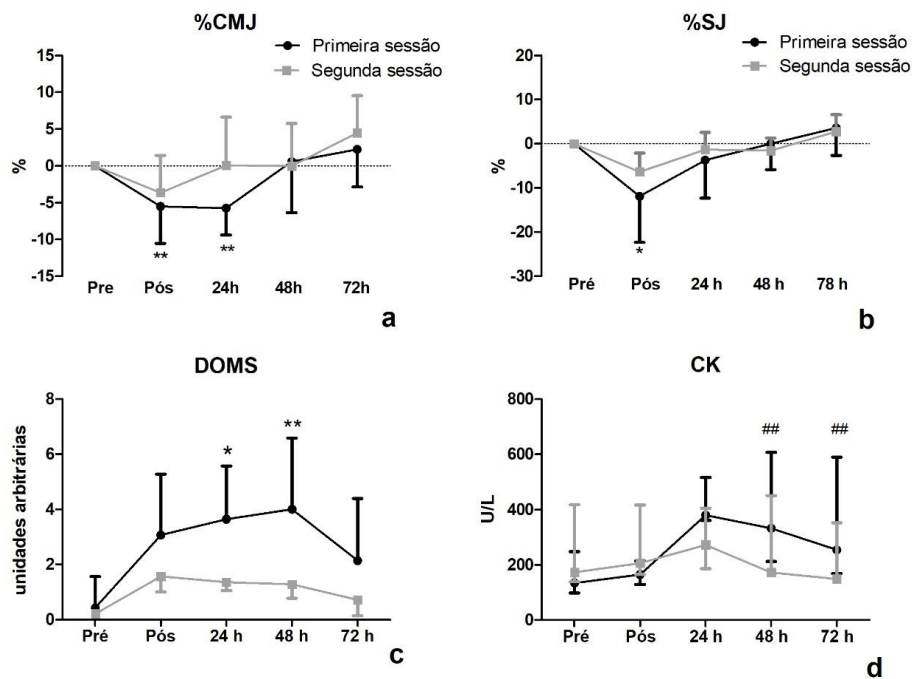 %CMJ
Primeira sessão
Segunda sessão
%
10
5
0
-5
-10
-15
** **
Pre Pós 24h 48h 72h
a
%SJ
Primeira sessão
Segunda sessão
%
20
10
0
-10
-20
-30
*
Pré Pós 24 h 48 h 78 h
b
DOMS
unidades arbitrárias
8
6
4
2
0
* **
Pré Pós 24 h 48 h 72 h
c
CK
U/L
800
600
400
200
0
## ##
Pré Pós 24 h 48 h 72 h
d